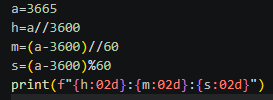 a=3665
h=a//3600
m=(a-3600)//60
s=(a-3600)%60
print(f"{h:02d}:{m:02d}:{s:02d}")